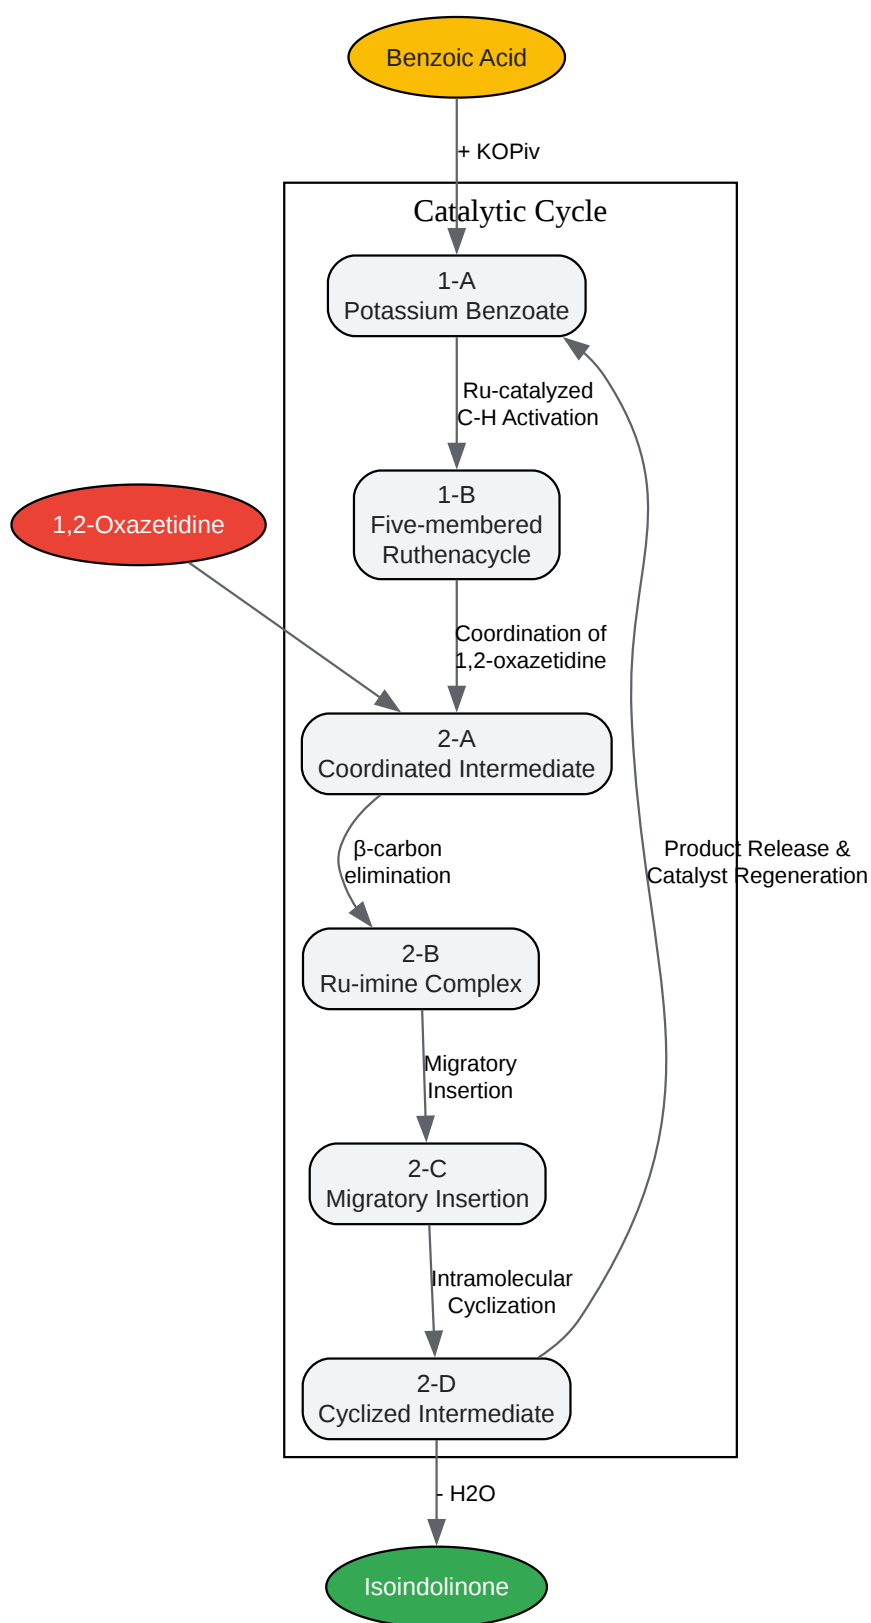 Benzoic Acid
+ KOPiv
Catalytic Cycle
1-A
Potassium Benzoate
Ru-catalyzed
C-H Activation
1-B
Five-membered
Ruthenacycle
1,2-Oxazetidine
Coordination of
1,2-oxazetidine
2-A
Coordinated Intermediate
β-carbon
elimination
Product Release &
Catalyst Regeneration
2-B
Ru-imine Complex
Migratory
Insertion
2-C
Migratory Insertion
Intramolecular
Cyclization
2-D
Cyclized Intermediate
- H2O
Isoindolinone